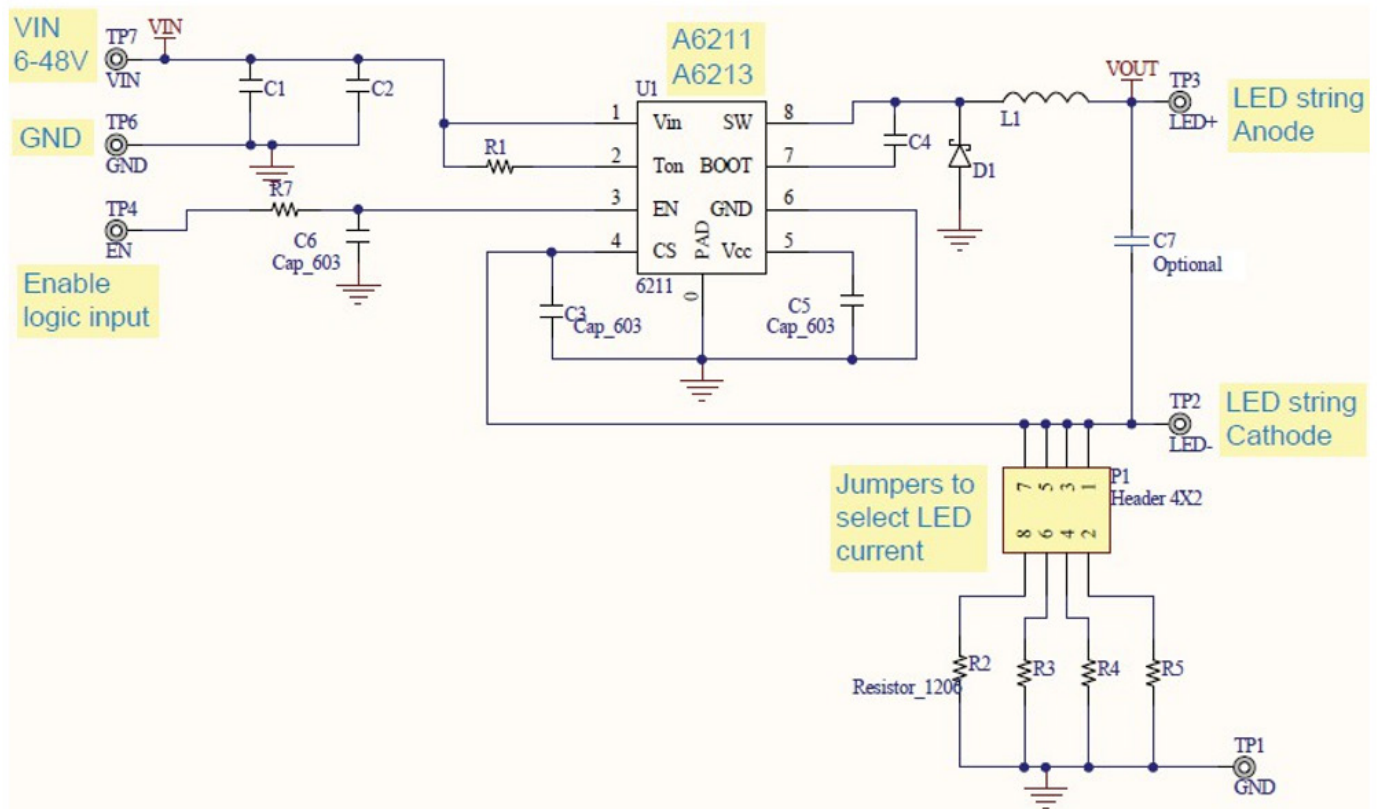 VIN
6-48V
TP7
VIN
VIN
C1
C2
A6211
A6213
U1
VOUT
TP3
LED+
LED string
Anode
GND
TP6
GND
R1
1
Vin
SW
8
2
Ton
BOOT
7
3
EN
GND
6
4
CS
Vcc
5
PAD
0
6211
C4
D1
L1
TP4
EN
R7
C6
Cap_603
Enable
logic input
C3
Cap_603
C5
Cap_603
C7
Optional
TP2
LED-
LED string
Cathode
Jumpers to
select LED
current
7
5
3
1
8
6
4
2
P1
Header 4X2
R2
Resistor_1206
R3
R4
R5
TP1
GND